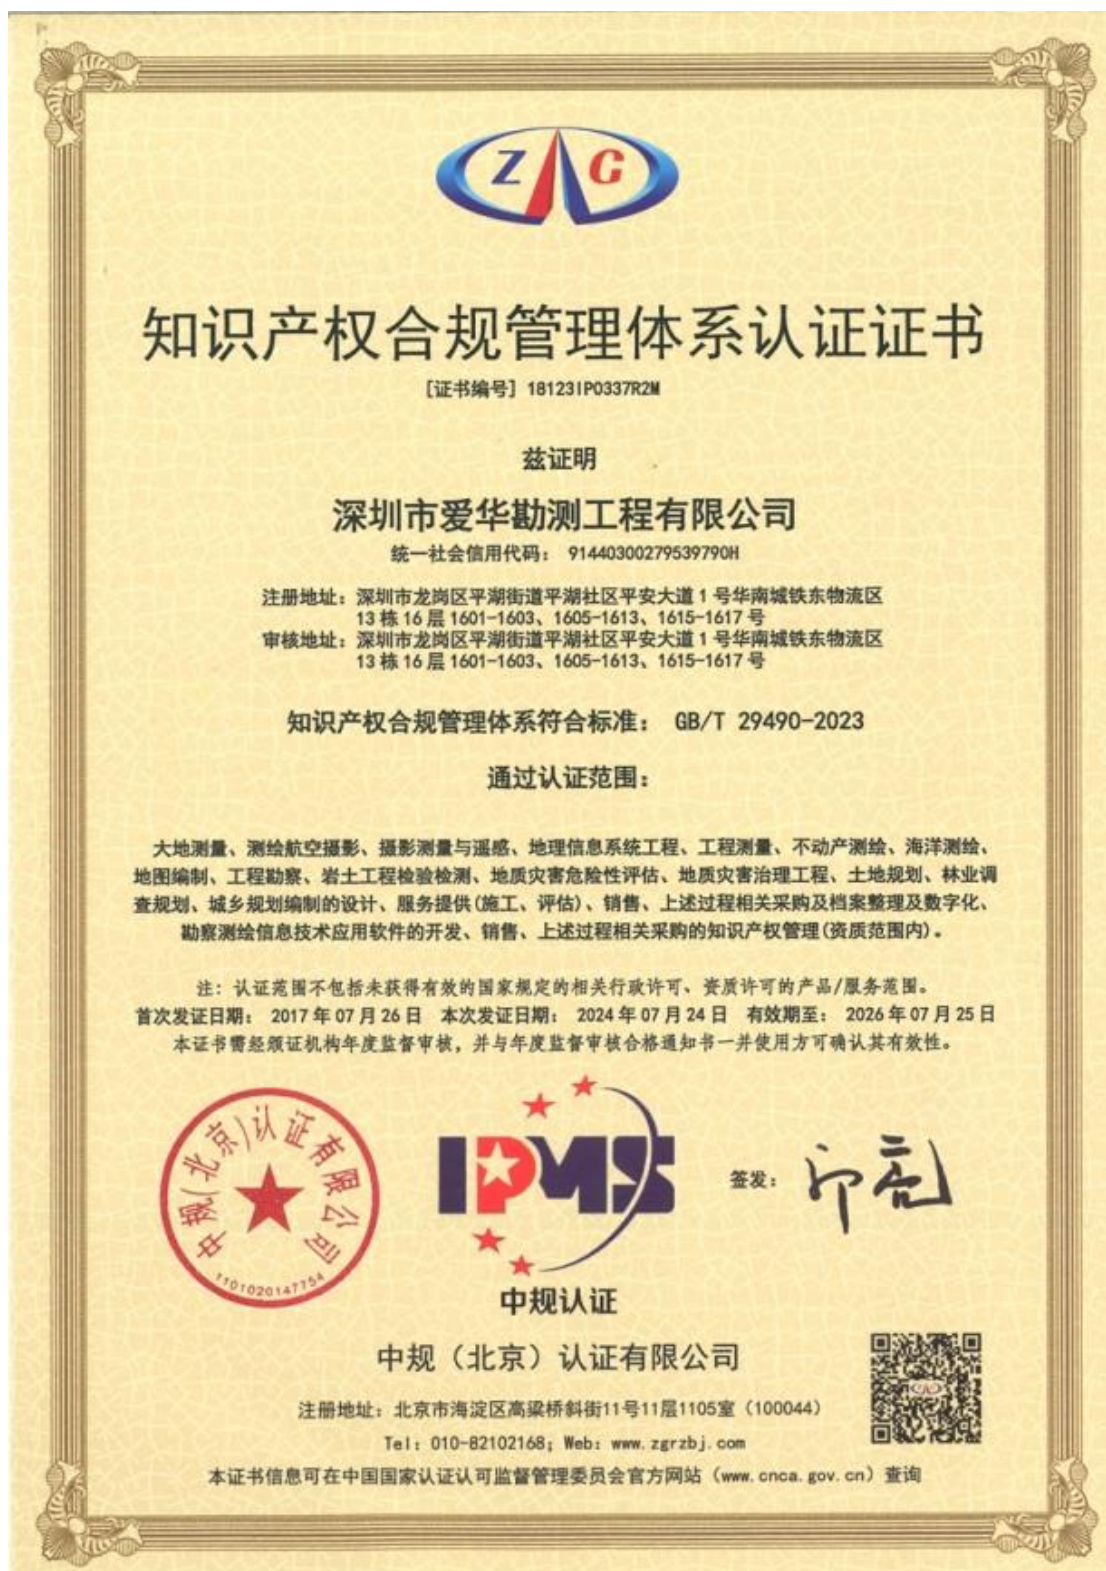 Z G
知识产权合规管理体系认证证书
[证书编号] 18123IP0337R2M
兹证明
深圳市爱华勘测工程有限公司
统一社会信用代码： 91440300279539790H
注册地址：深圳市龙岗区平湖街道平湖社区平安大道1号华南城铁东物流区
13栋16层1601-1603、1605-1613、1615-1617号
审核地址：深圳市龙岗区平湖街道平湖社区平安大道1号华南城铁东物流区
13栋16层1601-1603、1605-1613、1615-1617号
知识产权合规管理体系符合标准： GB/T 29490-2023
通过认证范围：
大地测量、测绘航空摄影、摄影测量与遥感、地理信息系统工程、工程测量、不动产测绘、海洋测绘、
地图编制、工程勘察、岩土工程检验检测、地质灾害危险性评估、地质灾害治理工程、土地规划、林业调
查规划、城乡规划编制的设计、服务提供(施工、评估)、销售、上述过程相关采购及档案整理及数字化、
勘察测绘信息技术应用软件的开发、销售、上述过程相关采购的知识产权管理(资质范围内)。
注：认证范围不包括未获得有效的国家规定的相关行政许可、资质许可的产品/服务范围。
首次发证日期： 2017年07月26日 本次发证日期： 2024年07月24日 有效期至： 2026年07月25日
本证书需经颁证机构年度监督审核，并与年度监督审核合格通知书一并使用方可确认其有效性。
中规(北京)认证有限公司
1101020147754
IPMS
中规认证
签发：
中规（北京）认证有限公司
注册地址：北京市海淀区高梁桥斜街11号11层1105室（100044）
Tel：010-82102168；Web：www.zgrzbj.com
本证书信息可在中国国家认证认可监督管理委员会官方网站（www.cnca.gov.cn）查询